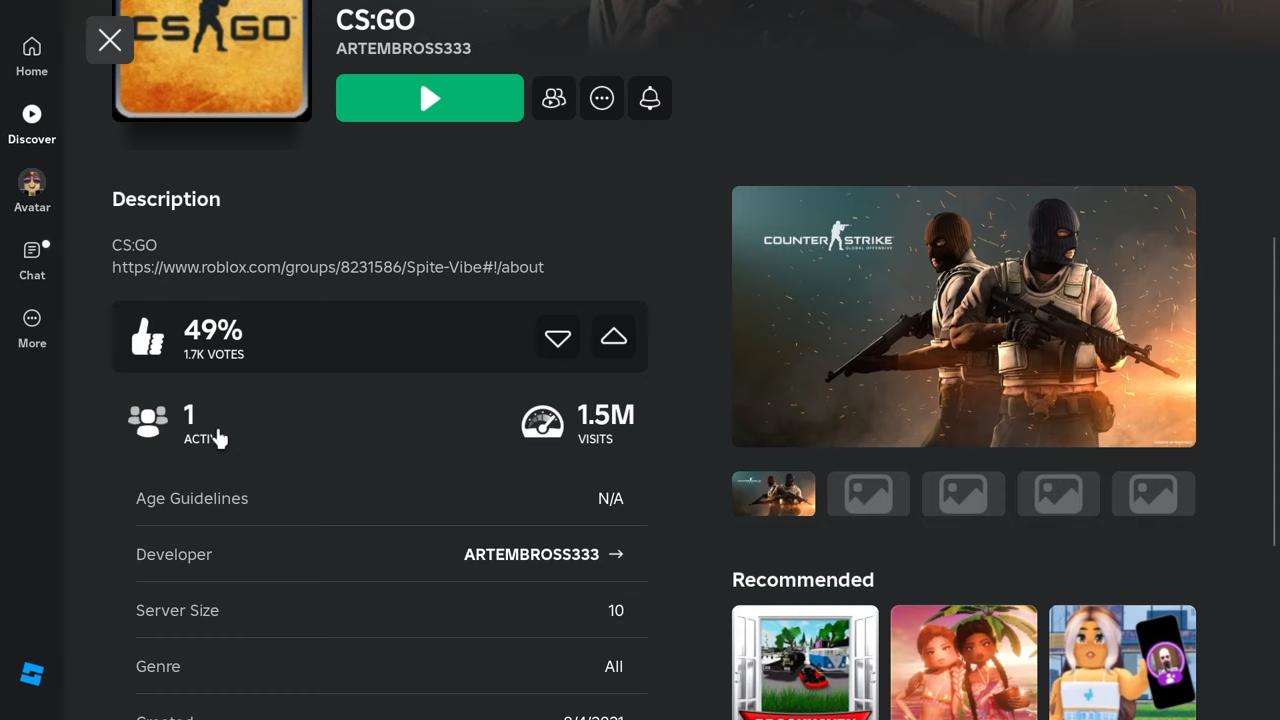 Home
Discover
Avatar
Chat
More
CS:GO
CS:GO
ARTEMBROSS333
Description
CS:GO
https://www.roblox.com/groups/8231586/Spite-Vibe#!/about
49%
1.7K VOTES
1
1.5M
VISITS
Age Guidelines
N/A
Developer
ARTEMBROSS333
Server Size
10
Genre
All
COUNTER STRIKE
GLOBAL OFFENSIVE
Recommended